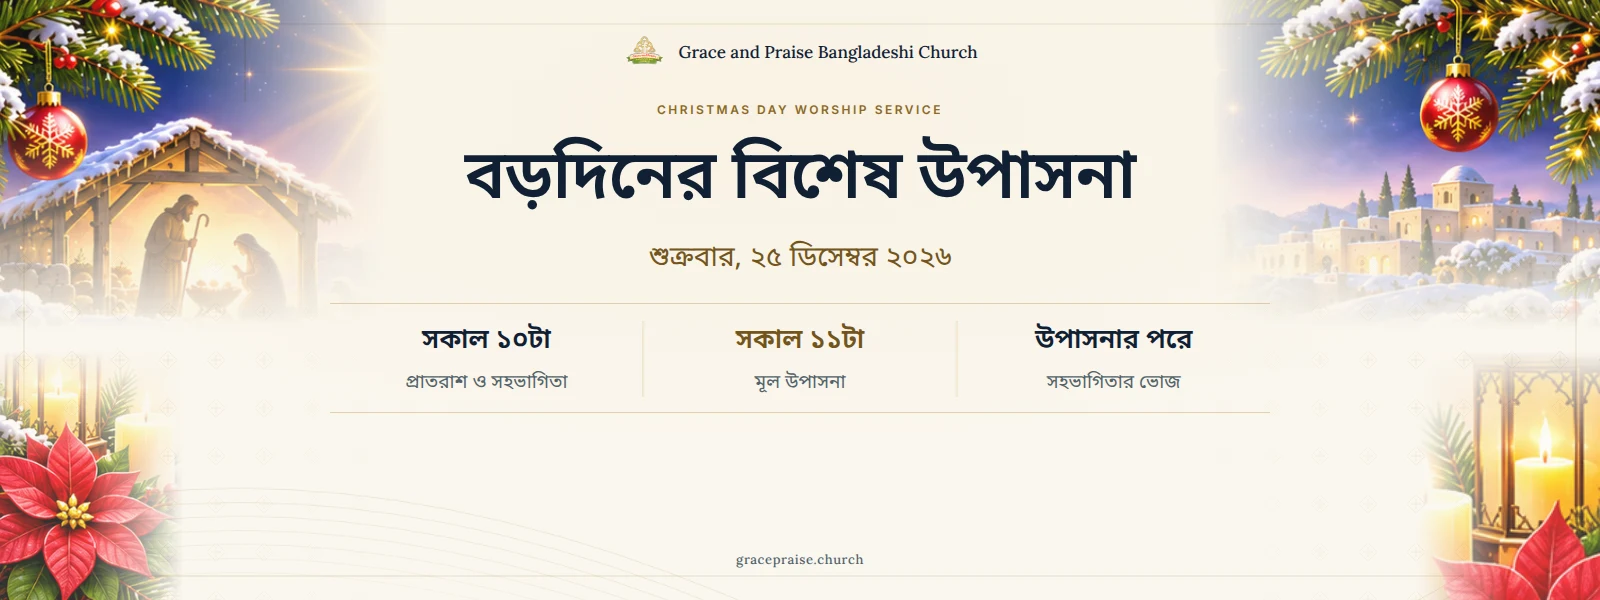 Grace and Praise Bangladeshi Church
CHRISTMAS DAY WORSHIP SERVICE
বড়দিনের বিশেষ উপাসনা
শুক্রবার, ২৫ ডিসেম্বর ২০২৬
সকাল ১০টা
প্রাতরাশ ও সহভাগিতা
সকাল ১১টা
মূল উপাসনা
উপাসনার পরে
সহভাগিতার ভোজ
gracepraise.church